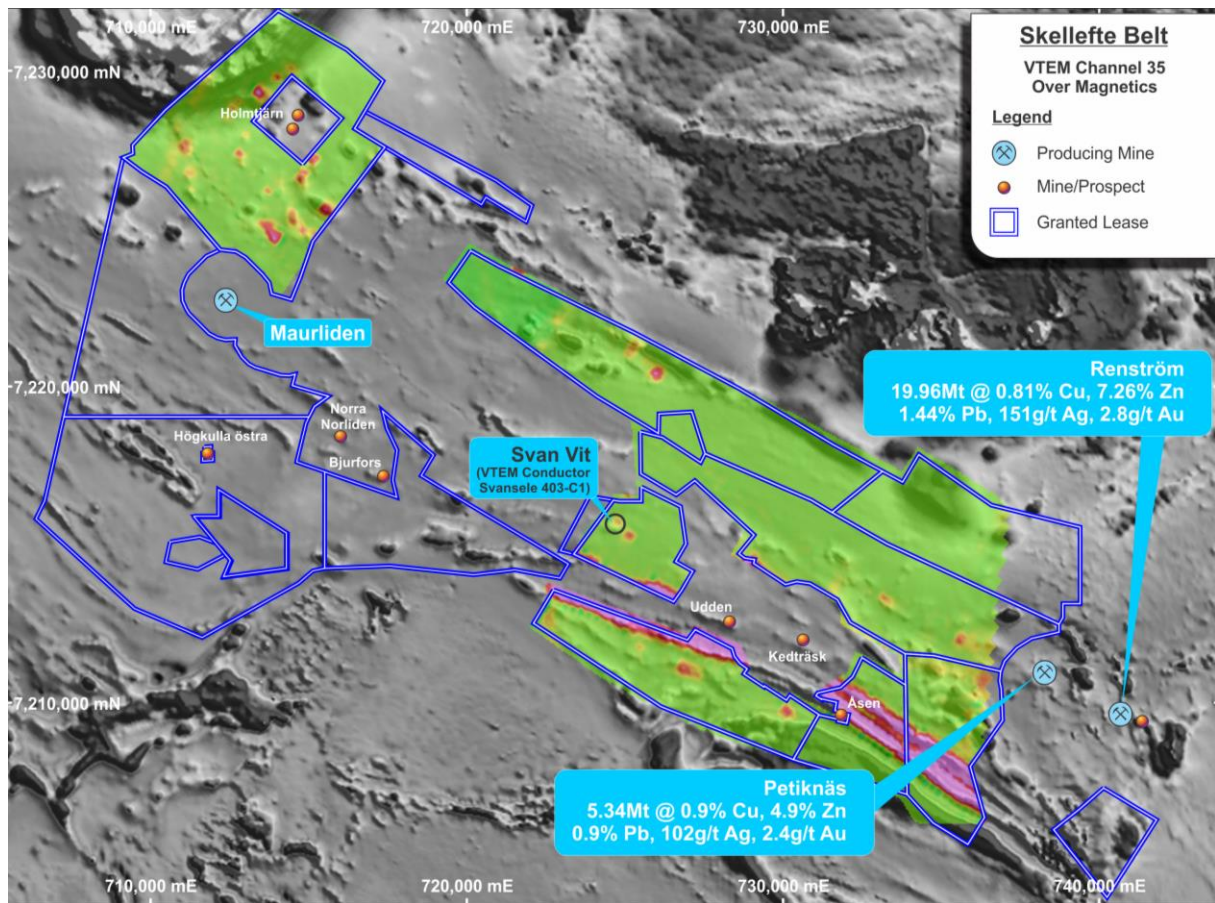 710,000 mE
720,000 mE
730,000 mE
Skellefte Belt
VTEM Channel 35
Over Magnetics
Legend
Producing Mine
Mine/Prospect
Granted Lease
7,230,000 mN
Holmtjärn
Maurliden
7,220,000 mN
Renström
19.96Mt @ 0.81% Cu, 7.26% Zn
1.44% Pb, 151g/t Ag, 2.8g/t Au
Norra
Norliden
Högkulla östra
Bjurfors
Svan Vit
(VTEM Conductor
Svansele 403-C1)
Udden
Kedträsk
7,210,000 mN
Åsen
Petiknäs
5.34Mt @ 0.9% Cu, 4.9% Zn
0.9% Pb, 102g/t Ag, 2.4g/t Au
710,000 mE
720,000 mE
730,000 mE
740,000 mE